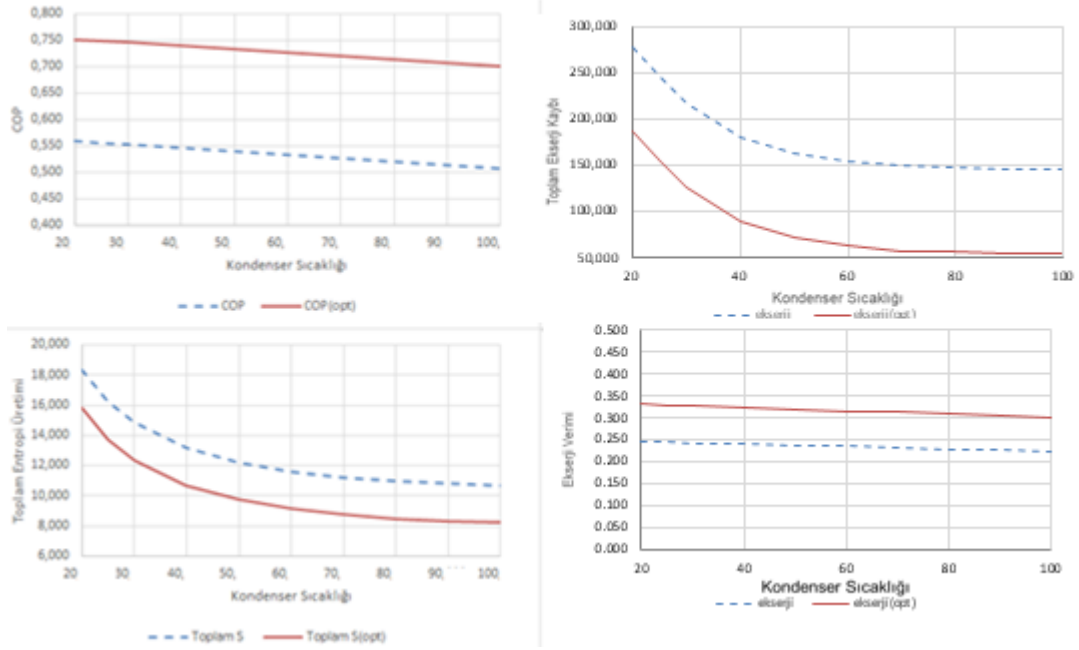 0,800
0,750
0,700
0,650
0,600
0,550
0,500
0,450
0,400
COP
20 30, 40, 50, 60, 70, 80, 90, 100,
Kondenser Sıcaklığı
COP COP(opt)
300,000
250,000
200,000
150,000
100,000
50,000
Toplam Ekserji Kaybı
20 40 60 80 100
Kondenser Sıcaklığı
ekserji ekserji(opt)
20,000
18,000
16,000
14,000
12,000
10,000
8,000
6,000
Toplam Entropi Üretimi
20 30, 40, 50, 60, 70, 80, 90, 100,
Kondenser Sıcaklığı
Toplam S Toplam S(opt)
0.500
0.450
0.400
0.350
0.300
0.250
0.200
0.150
0.100
0.050
0.000
Ekserji Verimi
20 40 60 80 100
Kondenser Sıcaklığı
ekserji ekserji(opt)